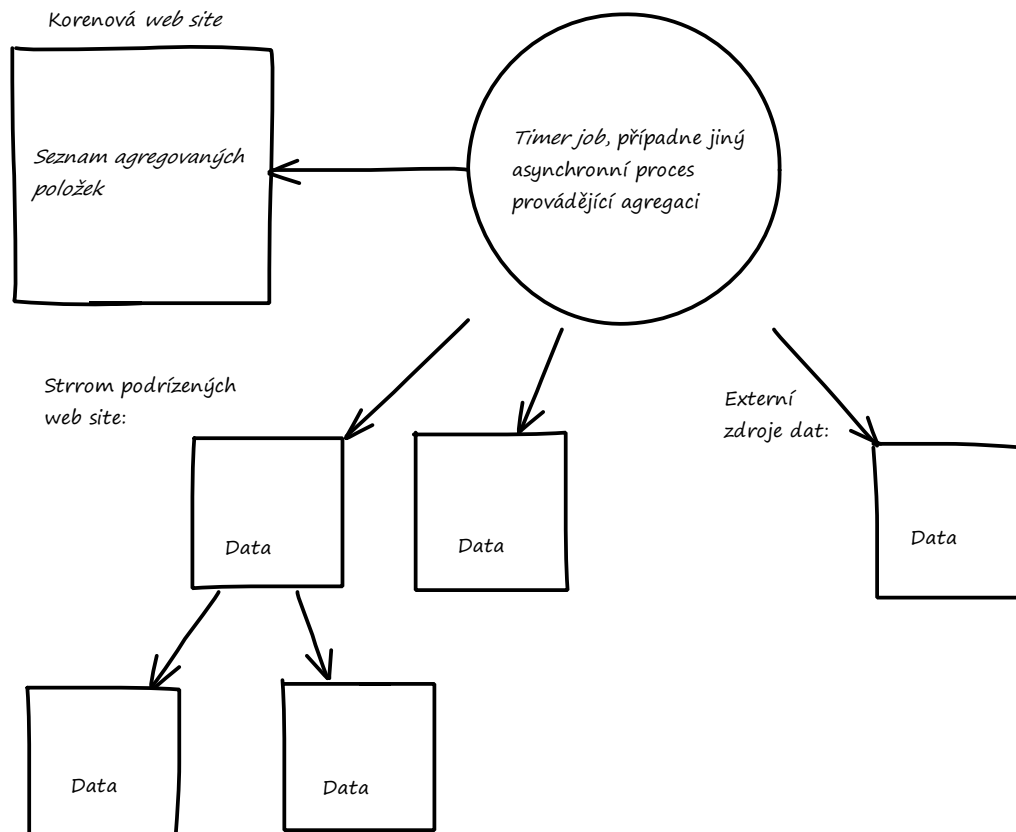 Korenová web site
Seznam agregovaných
položek
Timer job, případne jiný
asynchronní proces
provádějící agregaci
Strrom podrízených
web site:
Externí
zdroje dat:
Data
Data
Data
Data
Data